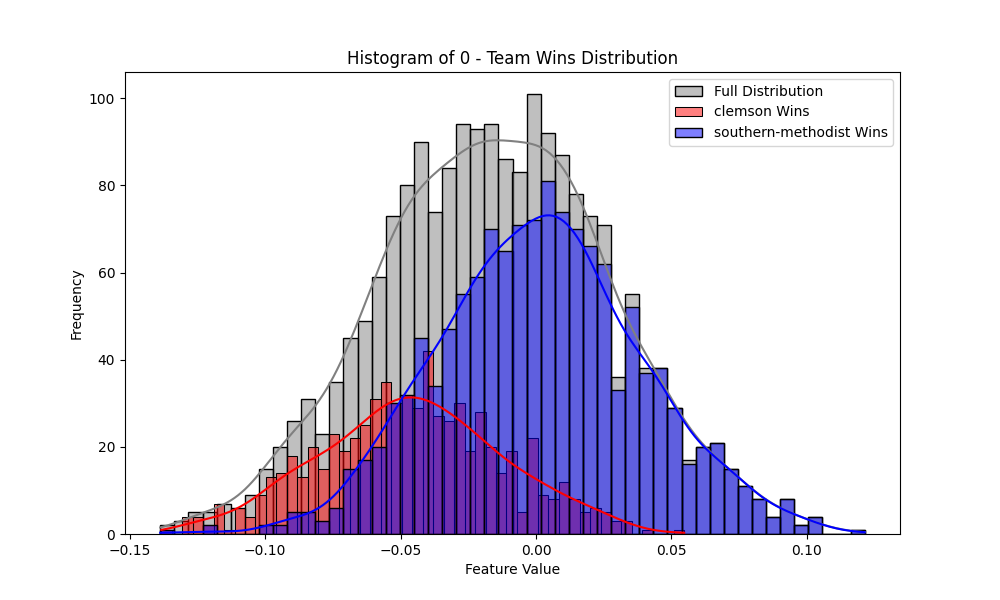 Histogram of 0 - Team Wins Distribution
Full Distribution
clemson Wins
southern-methodist Wins
Frequency
100
80
60
40
20
0
−0.15 −0.10 −0.05 0.00 0.05 0.10
Feature Value